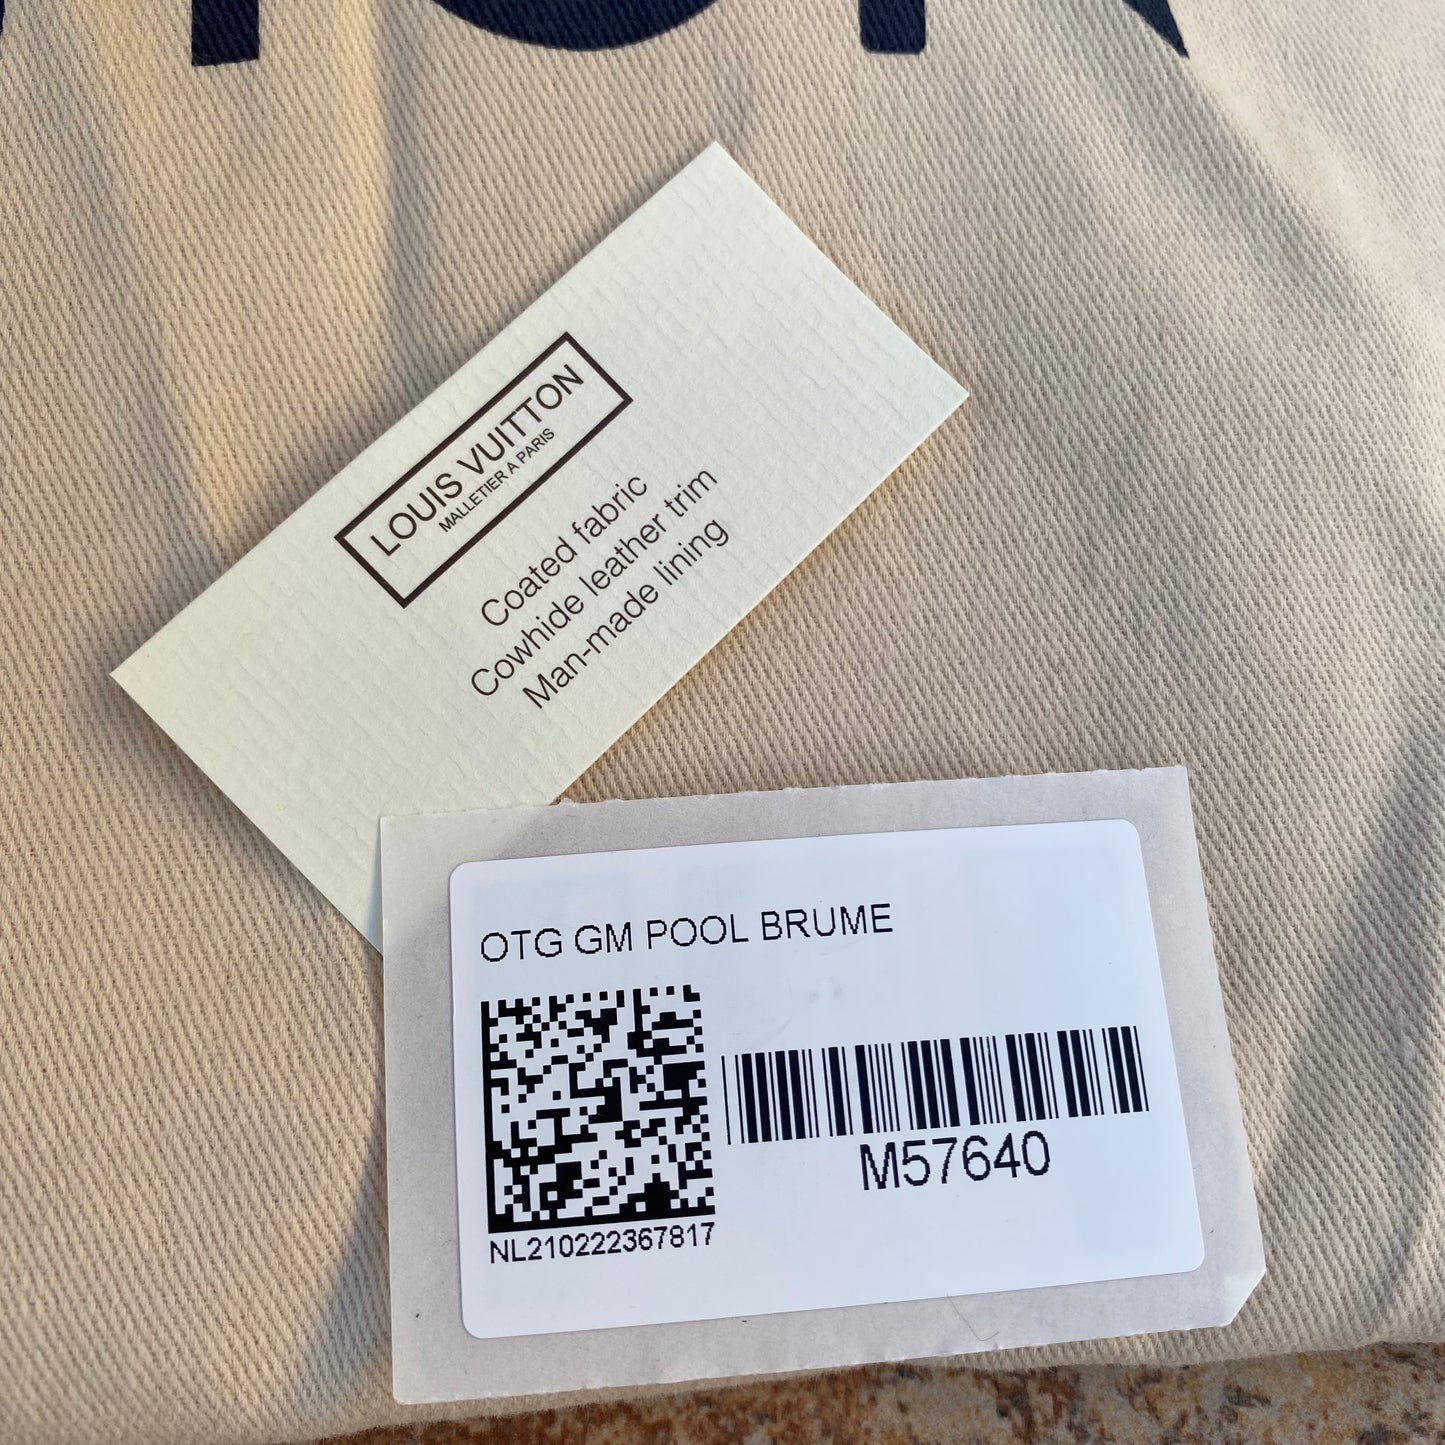 LOUIS VUITTON
MALLETIER A PARIS
Coated fabric
Cowhide leather trim
Man-made lining
OTG GM POOL BRUME
M57640
NL210222367817